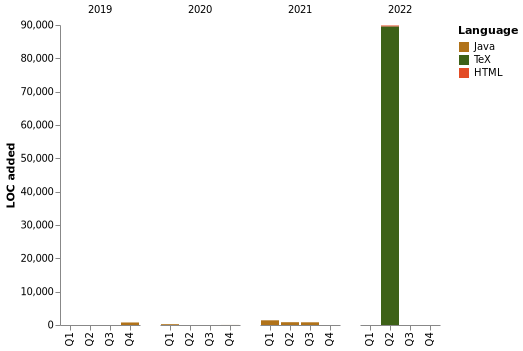 2019 2020 2021 2022
Language
Java
TeX
HTML
LOC added
90,000
80,000
70,000
60,000
50,000
40,000
30,000
20,000
10,000
0
Q1 Q2 Q3 Q4 Q1 Q2 Q3 Q4 Q1 Q2 Q3 Q4 Q1 Q2 Q3 Q4